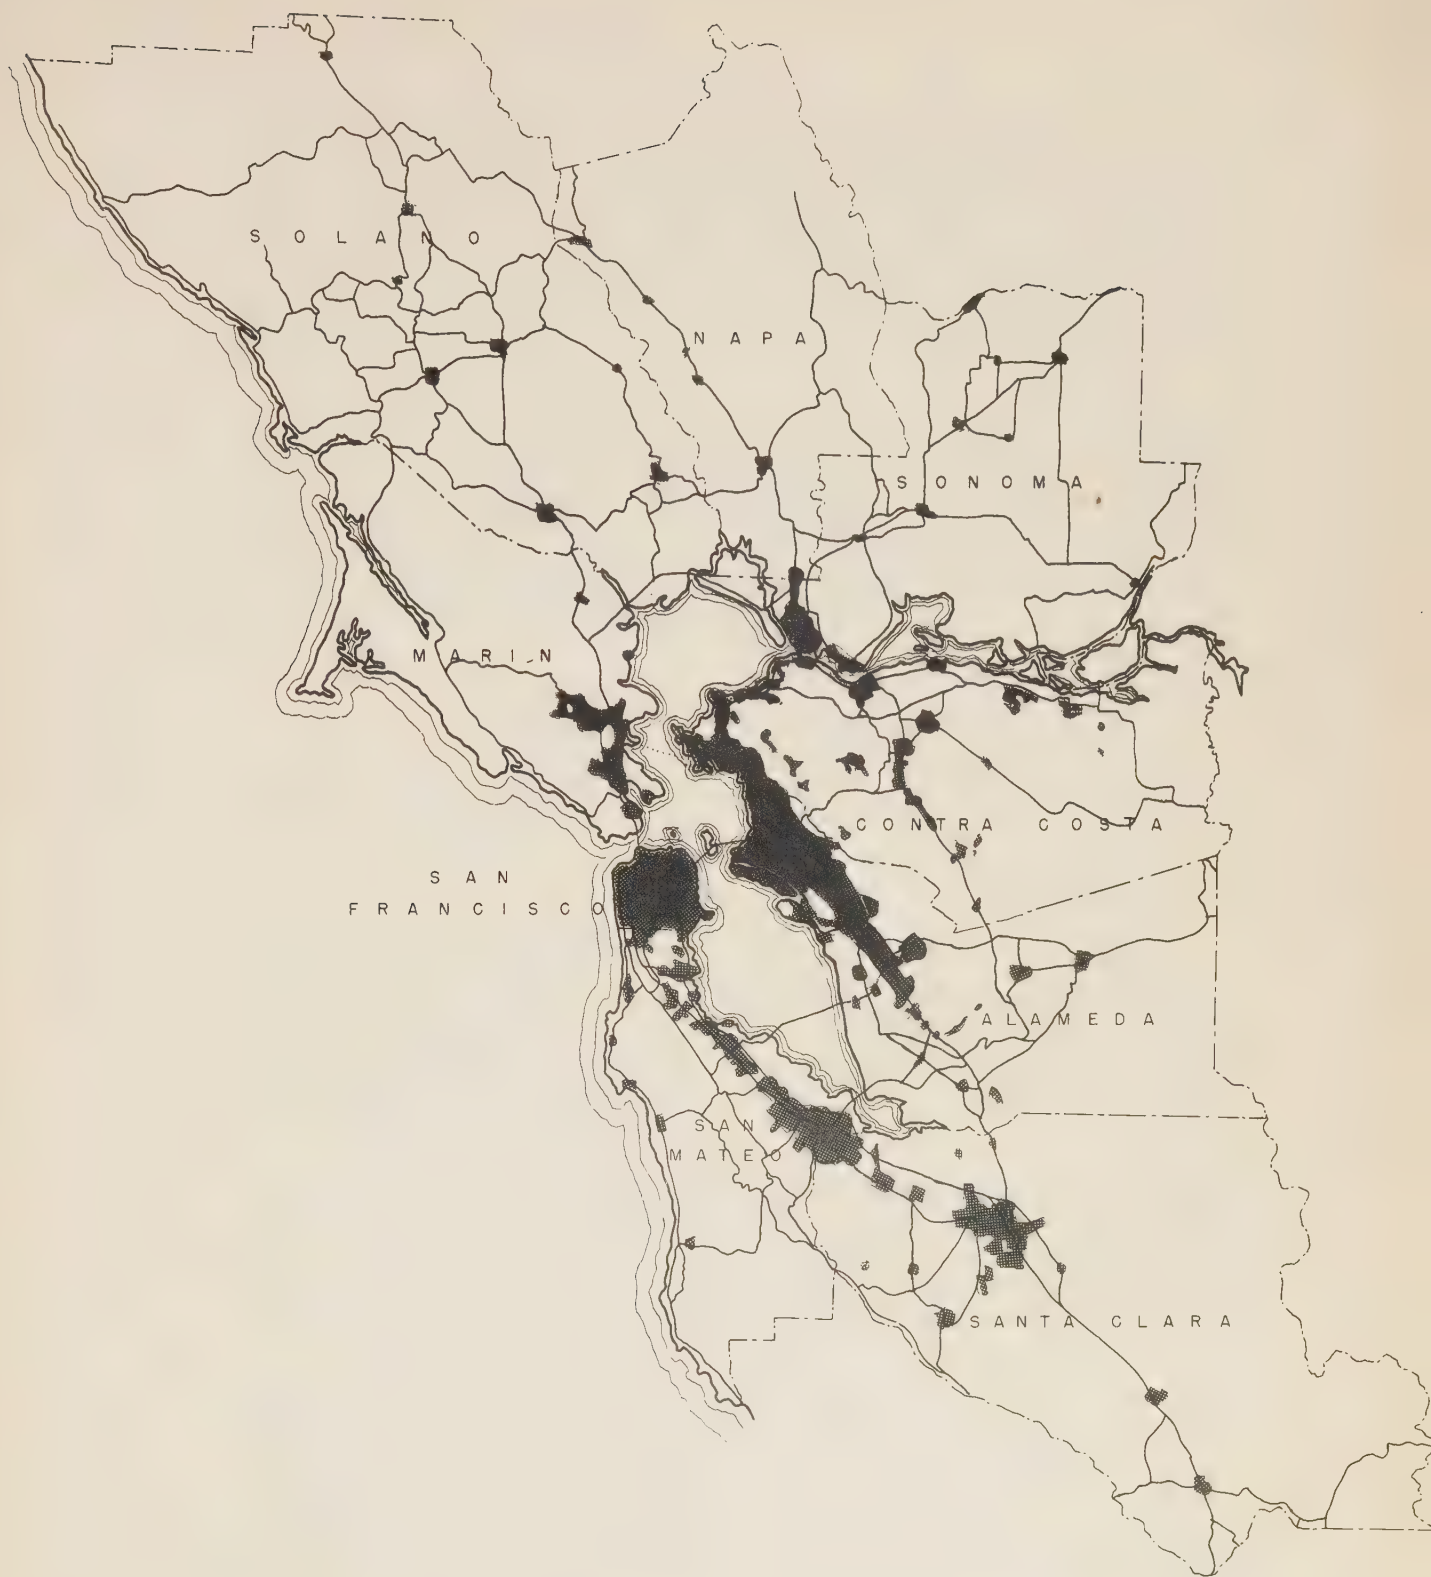 SOLANO
NAPA
SONOMA
MARIN
CONTRA COSTA
SAN
FRANCISCO
ALAMEDA
SAN
MATEO
SANTA CLARA